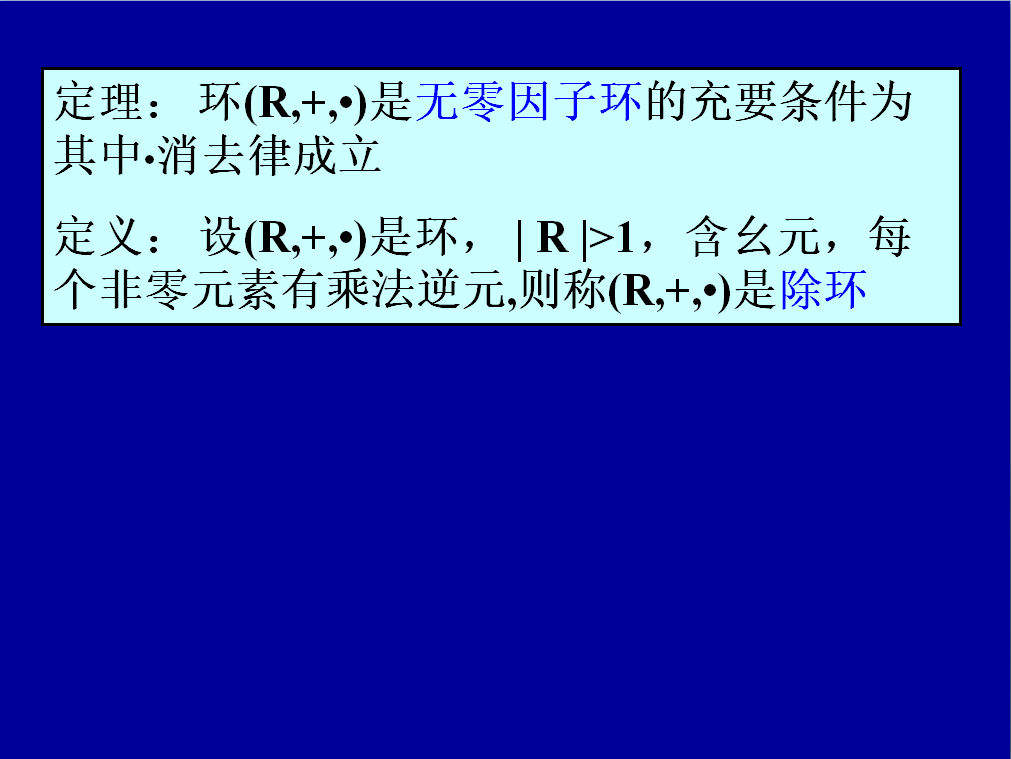 定理： 环(R,+,•)是无零因子环的充要条件为
其中•消去律成立
定义： 设(R,+,•)是环，| R |>1，含幺元，每
个非零元素有乘法逆元,则称(R,+,•)是除环